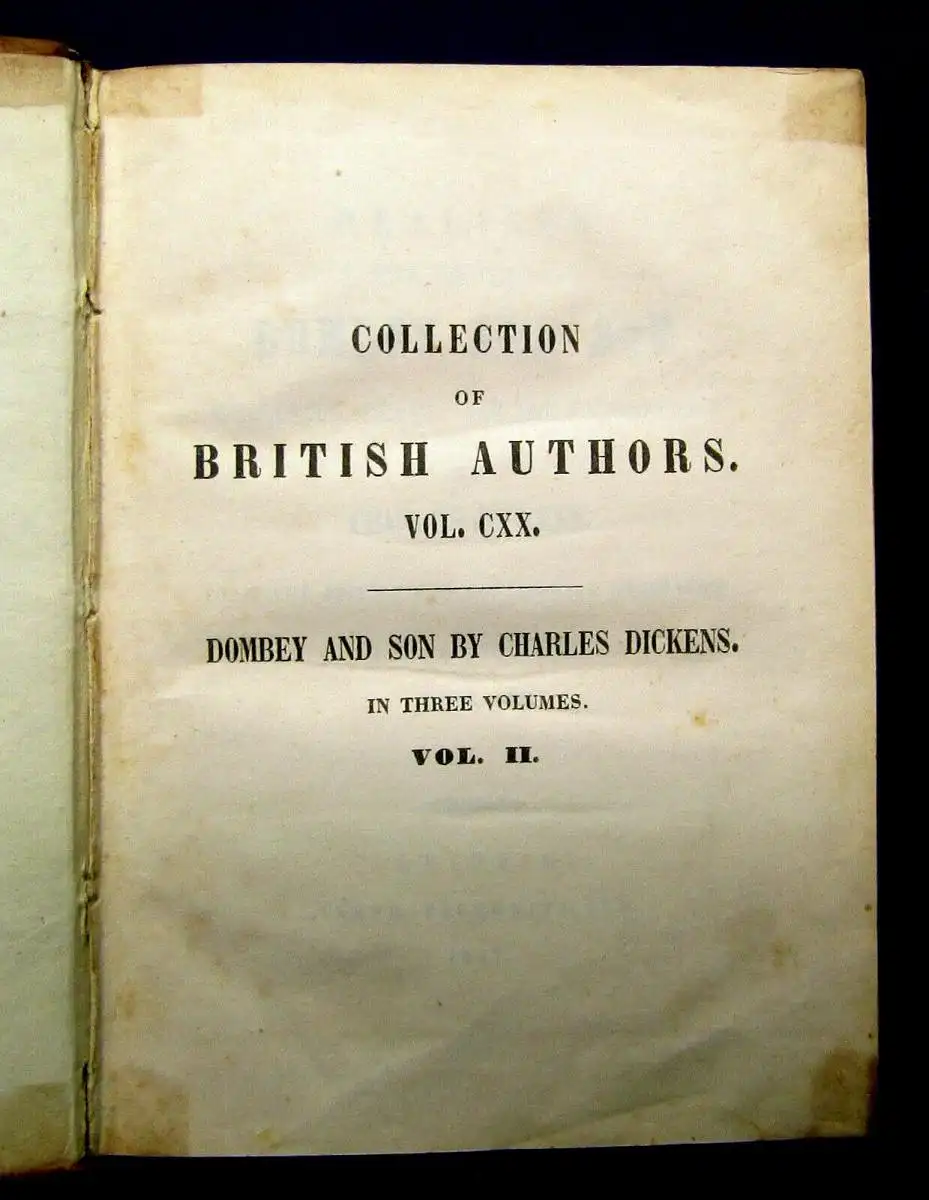 COLLECTION
OF
BRITISH AUTHORS.
VOL. CXX.
DOMBEY AND SON BY CHARLES DICKENS.
IN THREE VOLUMES.
VOL. II.